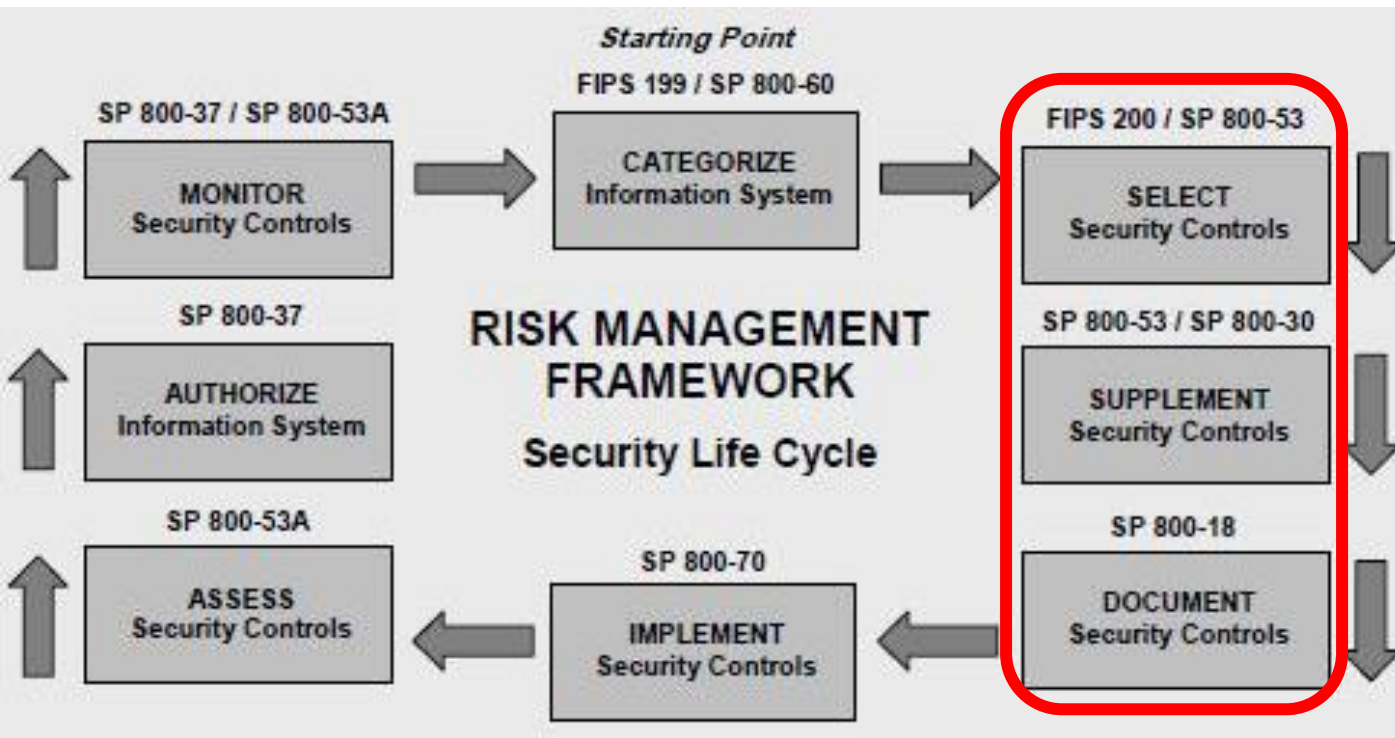 Starting Point
FIPS 199 / SP 800-60
CATEGORIZE
Information System
FIPS 200 / SP 800-53
SELECT
Security Controls
SP 800-53 / SP 800-30
SUPPLEMENT
Security Controls
SP 800-18
DOCUMENT
Security Controls
SP 800-70
IMPLEMENT
Security Controls
SP 800-53A
ASSESS
Security Controls
SP 800-37
AUTHORIZE
Information System
SP 800-37 / SP 800-53A
MONITOR
Security Controls
RISK MANAGEMENT
FRAMEWORK
Security Life Cycle